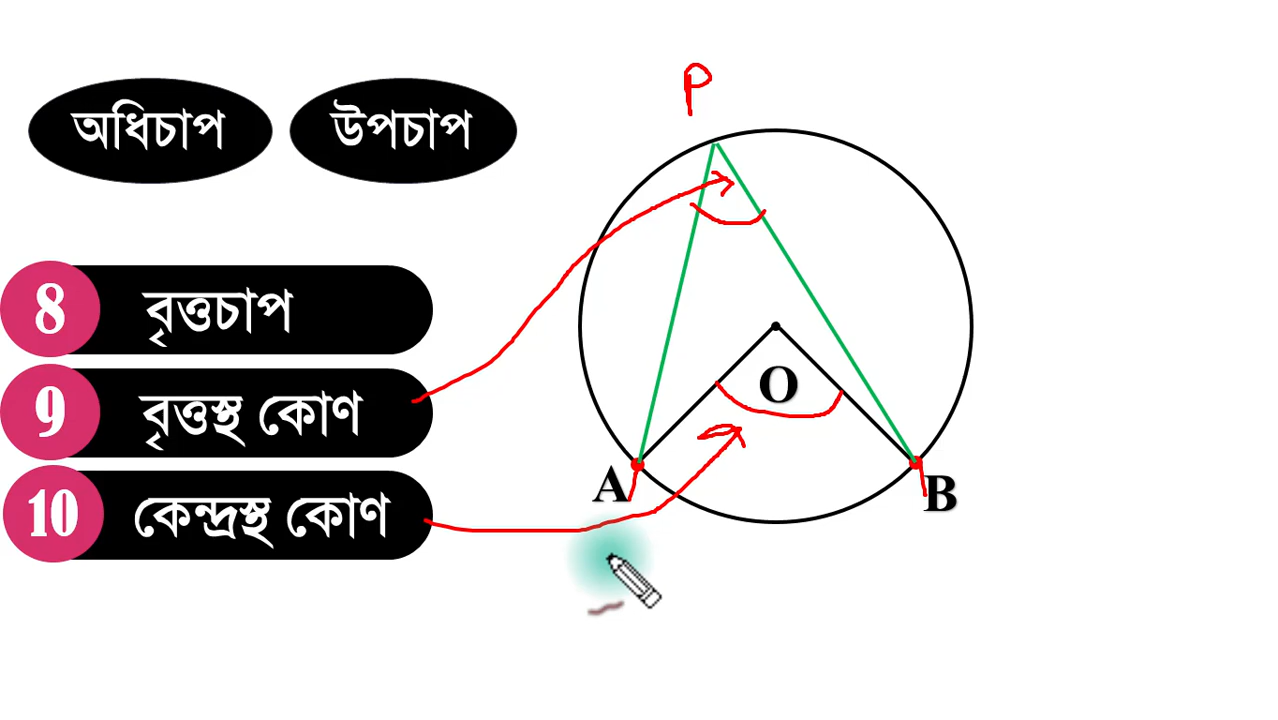 অধিচাপ উপচাপ
8 বৃত্তচাপ
9 বৃত্তস্থ কোণ
10 কেন্দ্রস্থ কোণ
P
O
A B